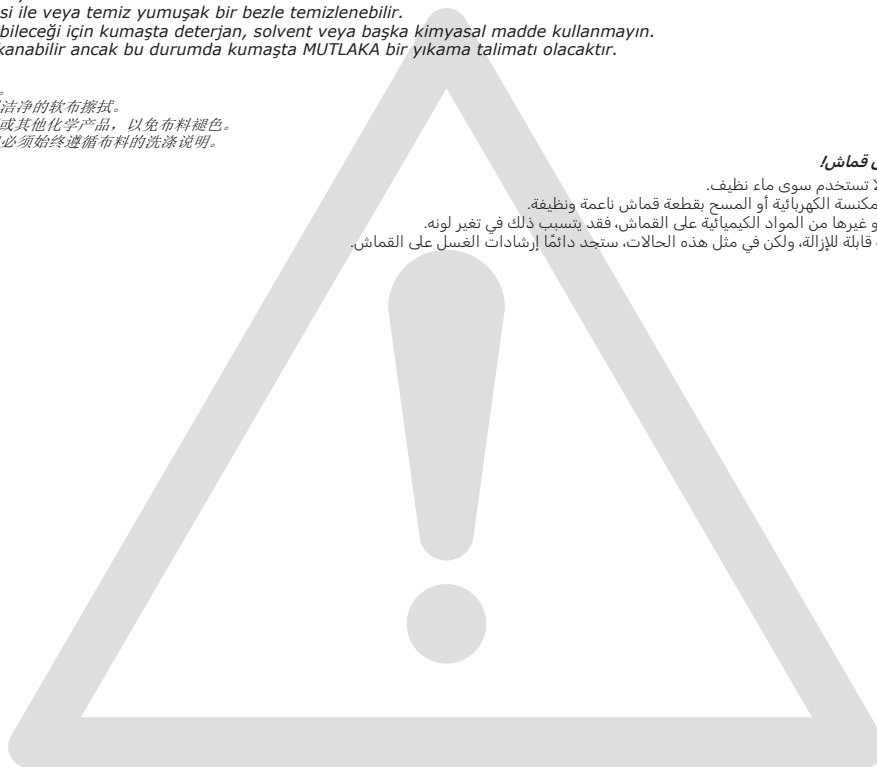 si ile veya temiz yumuşak bir bezle temizlenebilir.
bileceği için kumaşta deterjan, solvent veya başka kimyasal madde kullanmayın.
kanabilir ancak bu durumda kumaşta MUTLAKA bir yıkama talimatı olacaktır.
。
洁净的软布擦拭。
或其他化学产品，以免布料褪色。
必须始终遵循布料的洗涤说明。
قماش!
لا تستخدم سوى ماء نظيف.
مكنسة الكهربائية أو المسح بقطعة قماش ناعمة ونظيفة.
و غيرها من المواد الكيميائية على القماش، فقد يتسبب ذلك في تغير لونه.
قابلة للإزالة، ولكن في مثل هذه الحالات، ستجد دائمًا إرشادات الغسل على القماش.